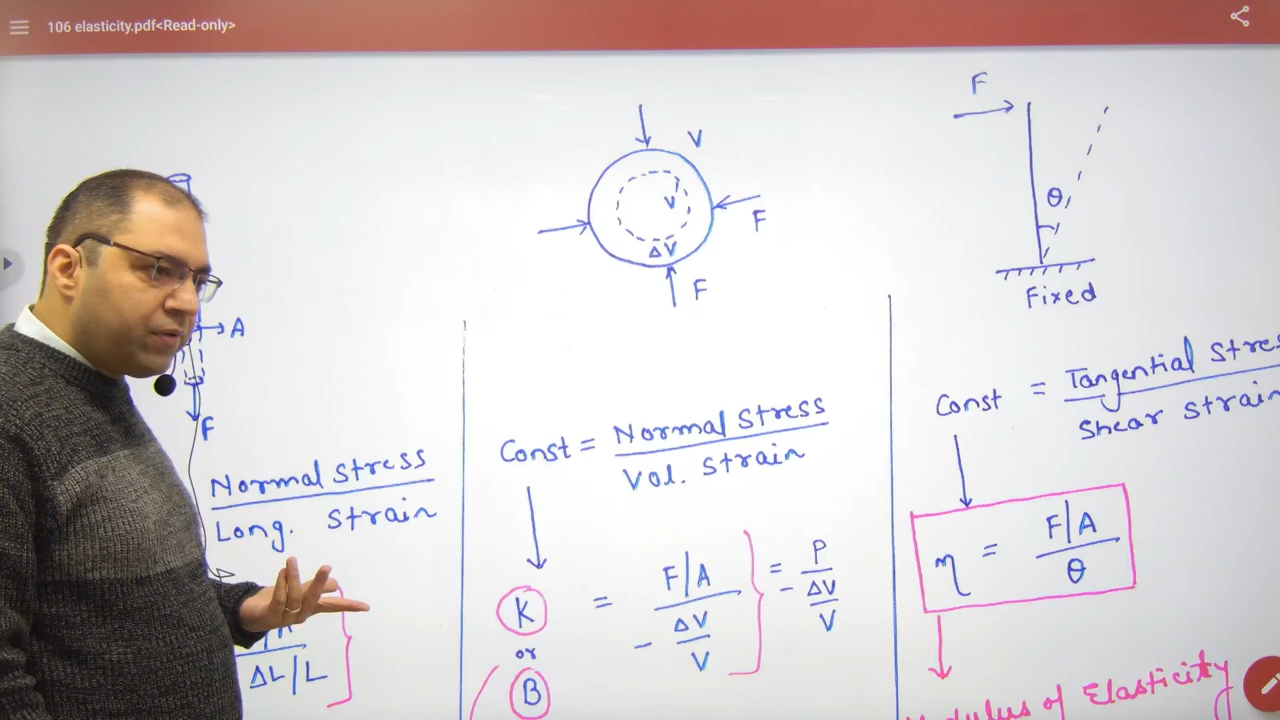 106 elasticity.pdf<Read-only>
A
F
Normal stress
Long. strain
ΔL/L
V
V
ΔV
F
F
Const = Normal stress
Vol. strain
K = F/A = P
- ΔV/V - ΔV/V
or
B
F
θ
Fixed
Const = Tangential stres
Shear strain
η = F/A
θ
of Elasticity